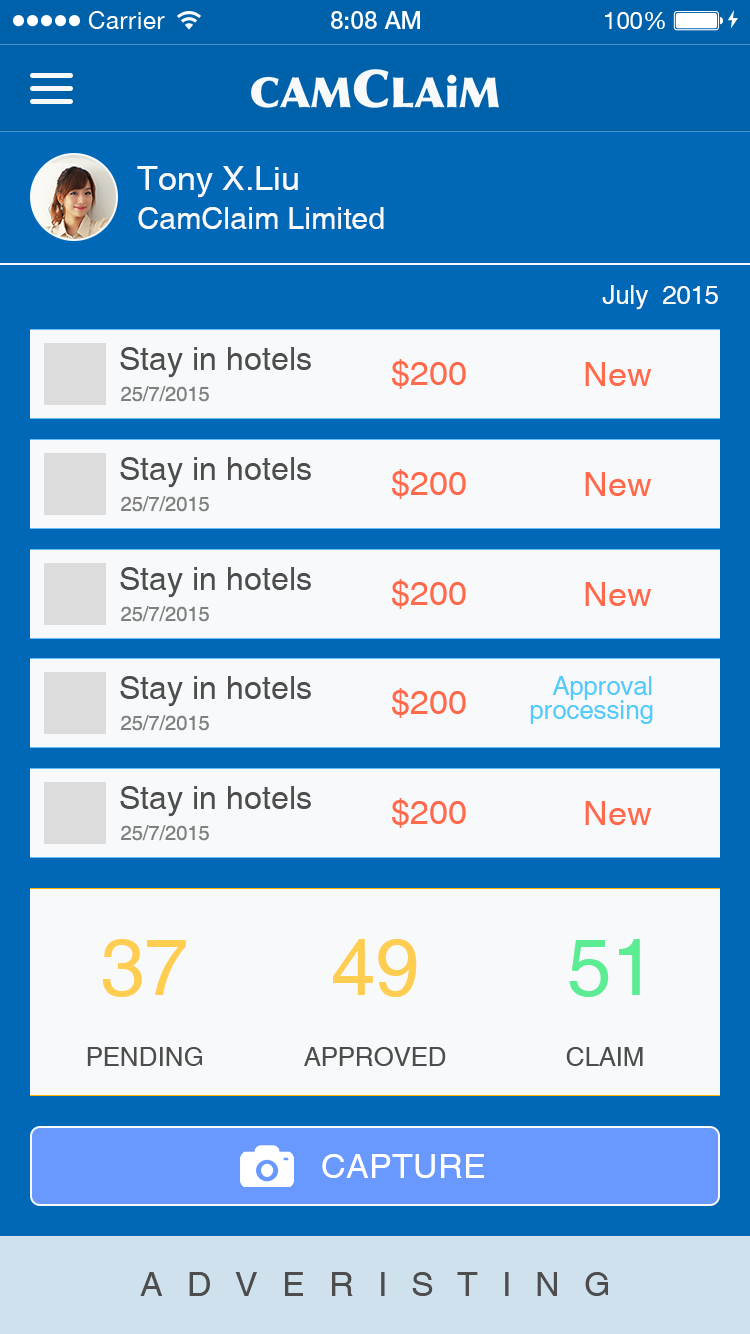 Carrier 8:08 AM 100%
CAMCLAiM
Tony X.Liu
CamClaim Limited
July 2015
Stay in hotels $200 New
25/7/2015
Stay in hotels $200 New
25/7/2015
Stay in hotels $200 New
25/7/2015
Stay in hotels $200 Approval
25/7/2015 processing
Stay in hotels $200 New
25/7/2015
37 49 51
PENDING APPROVED CLAIM
CAPTURE
ADVERISTING